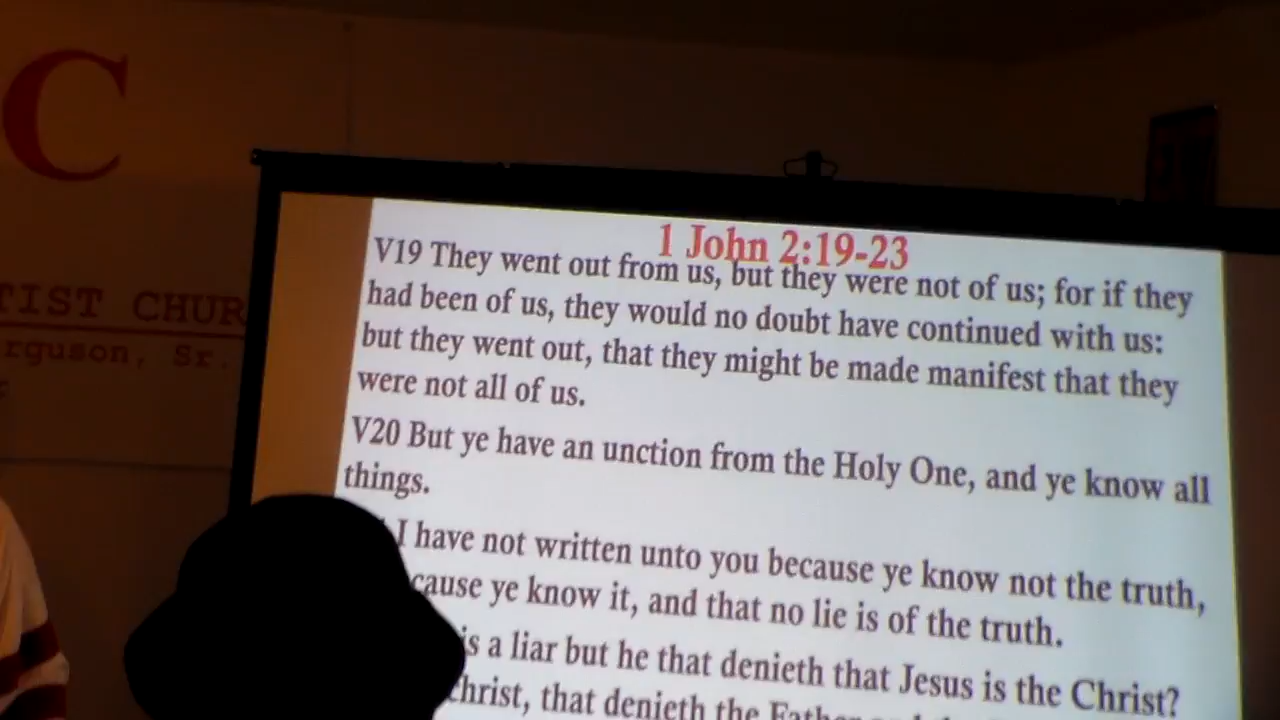 C
TIST CHUR
rguson, Sr.
1 John 2:19-23
V19 They went out from us, but they were not of us; for if they
had been of us, they would no doubt have continued with us:
but they went out, that they might be made manifest that they
were not all of us.
V20 But ye have an unction from the Holy One, and ye know all
things.
I have not written unto you because ye know not the truth,
cause ye know it, and that no lie is of the truth.
is a liar but he that denieth that Jesus is the Christ?
christ, that denieth the Father